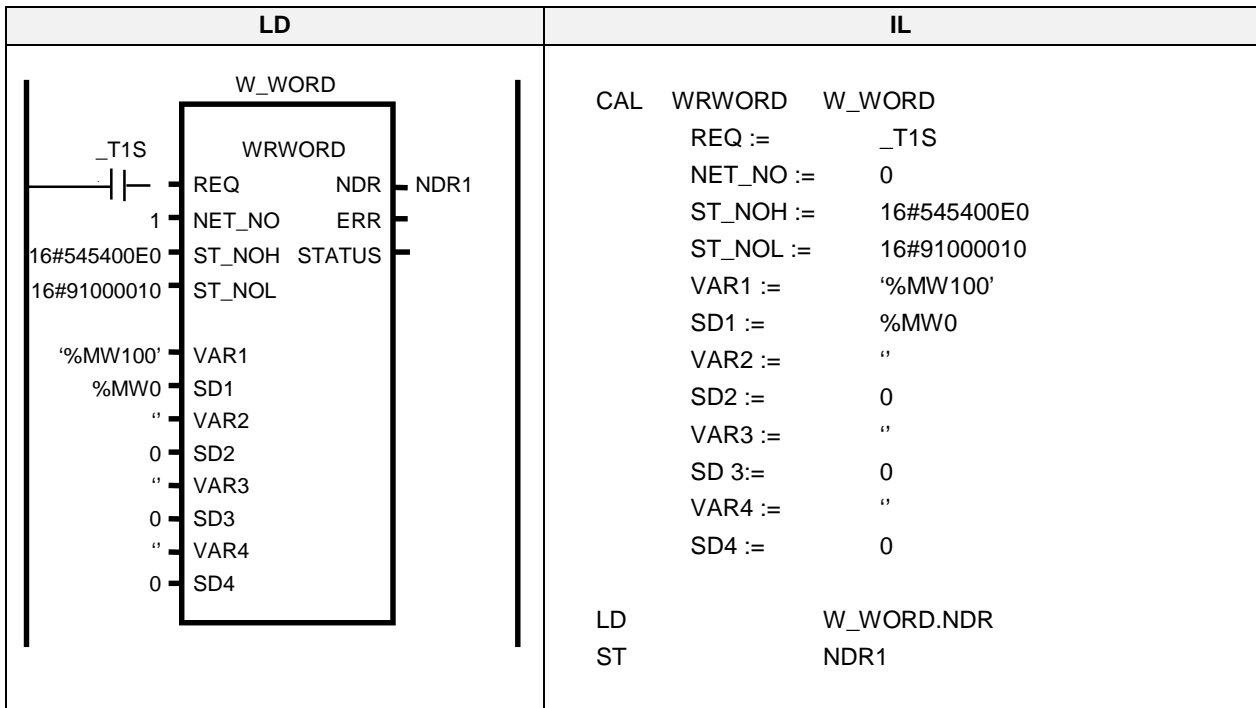 LD
IL
W_WORD
_T1S
WRWORD
REQ NDR NDR1
1 NET_NO ERR
16#545400E0 ST_NOH STATUS
16#91000010 ST_NOL
‘%MW100’ VAR1
%MW0 SD1
‘’ VAR2
0 SD2
‘’ VAR3
0 SD3
‘’ VAR4
0 SD4
CAL WRWORD W_WORD
REQ := _T1S
NET_NO := 0
ST_NOH := 16#545400E0
ST_NOL := 16#91000010
VAR1 := ‘%MW100’
SD1 := %MW0
VAR2 := ‘’
SD2 := 0
VAR3 := ‘’
SD 3:= 0
VAR4 := ‘’
SD4 := 0
LD W_WORD.NDR
ST NDR1